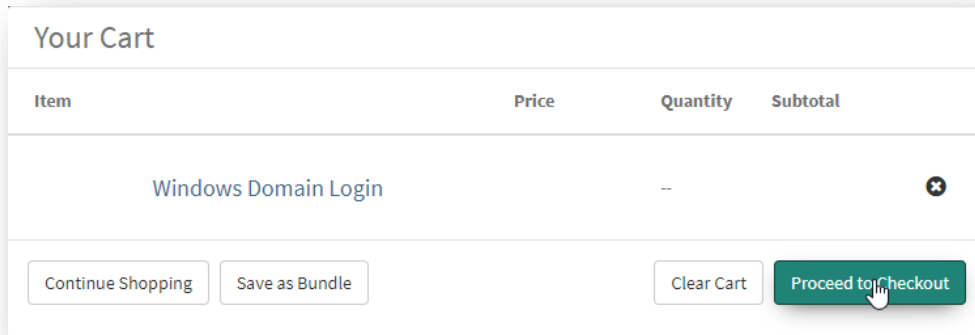 Your Cart
Item Price Quantity Subtotal
Windows Domain Login --
Continue Shopping Save as Bundle Clear Cart Proceed to Checkout